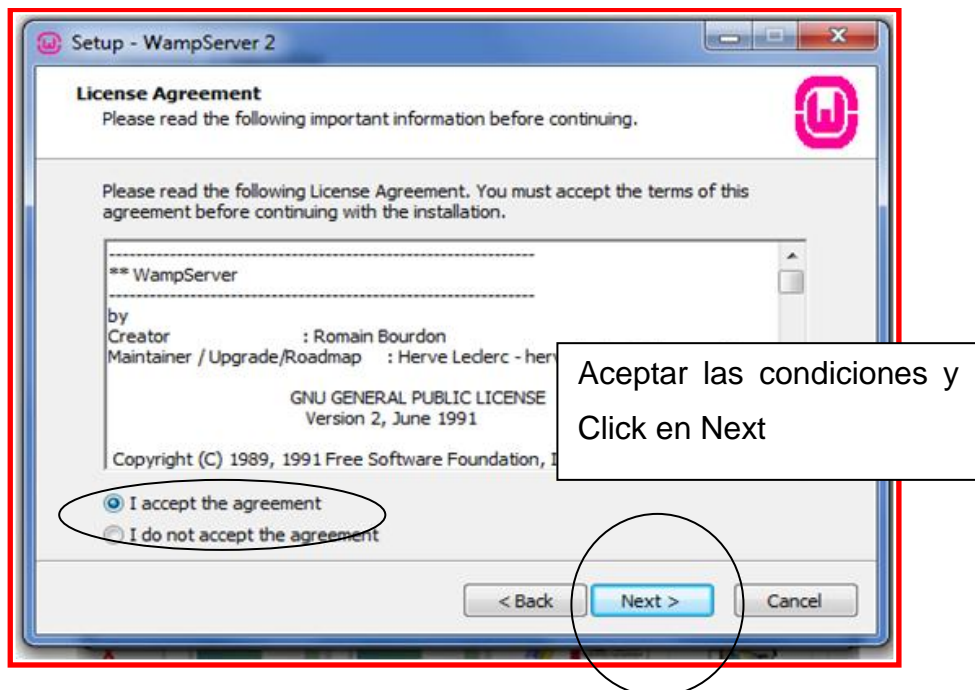 Setup - WampServer 2
License Agreement
Please read the following important information before continuing.
Please read the following License Agreement. You must accept the terms of this
agreement before continuing with the installation.
------------------------------------------------------------
** WampServer
------------------------------------------------------------
by
Creator : Romain Bourdon
Maintainer / Upgrade/Roadmap : Herve Leclerc -
GNU GENERAL PUBLIC LICENSE
Version 2, June 1991
Copyright (C) 1989, 1991 Free Software Foundation,
Aceptar las condiciones y
Click en Next
I accept the agreement
I do not accept the agreement
< Back
Next >
Cancel